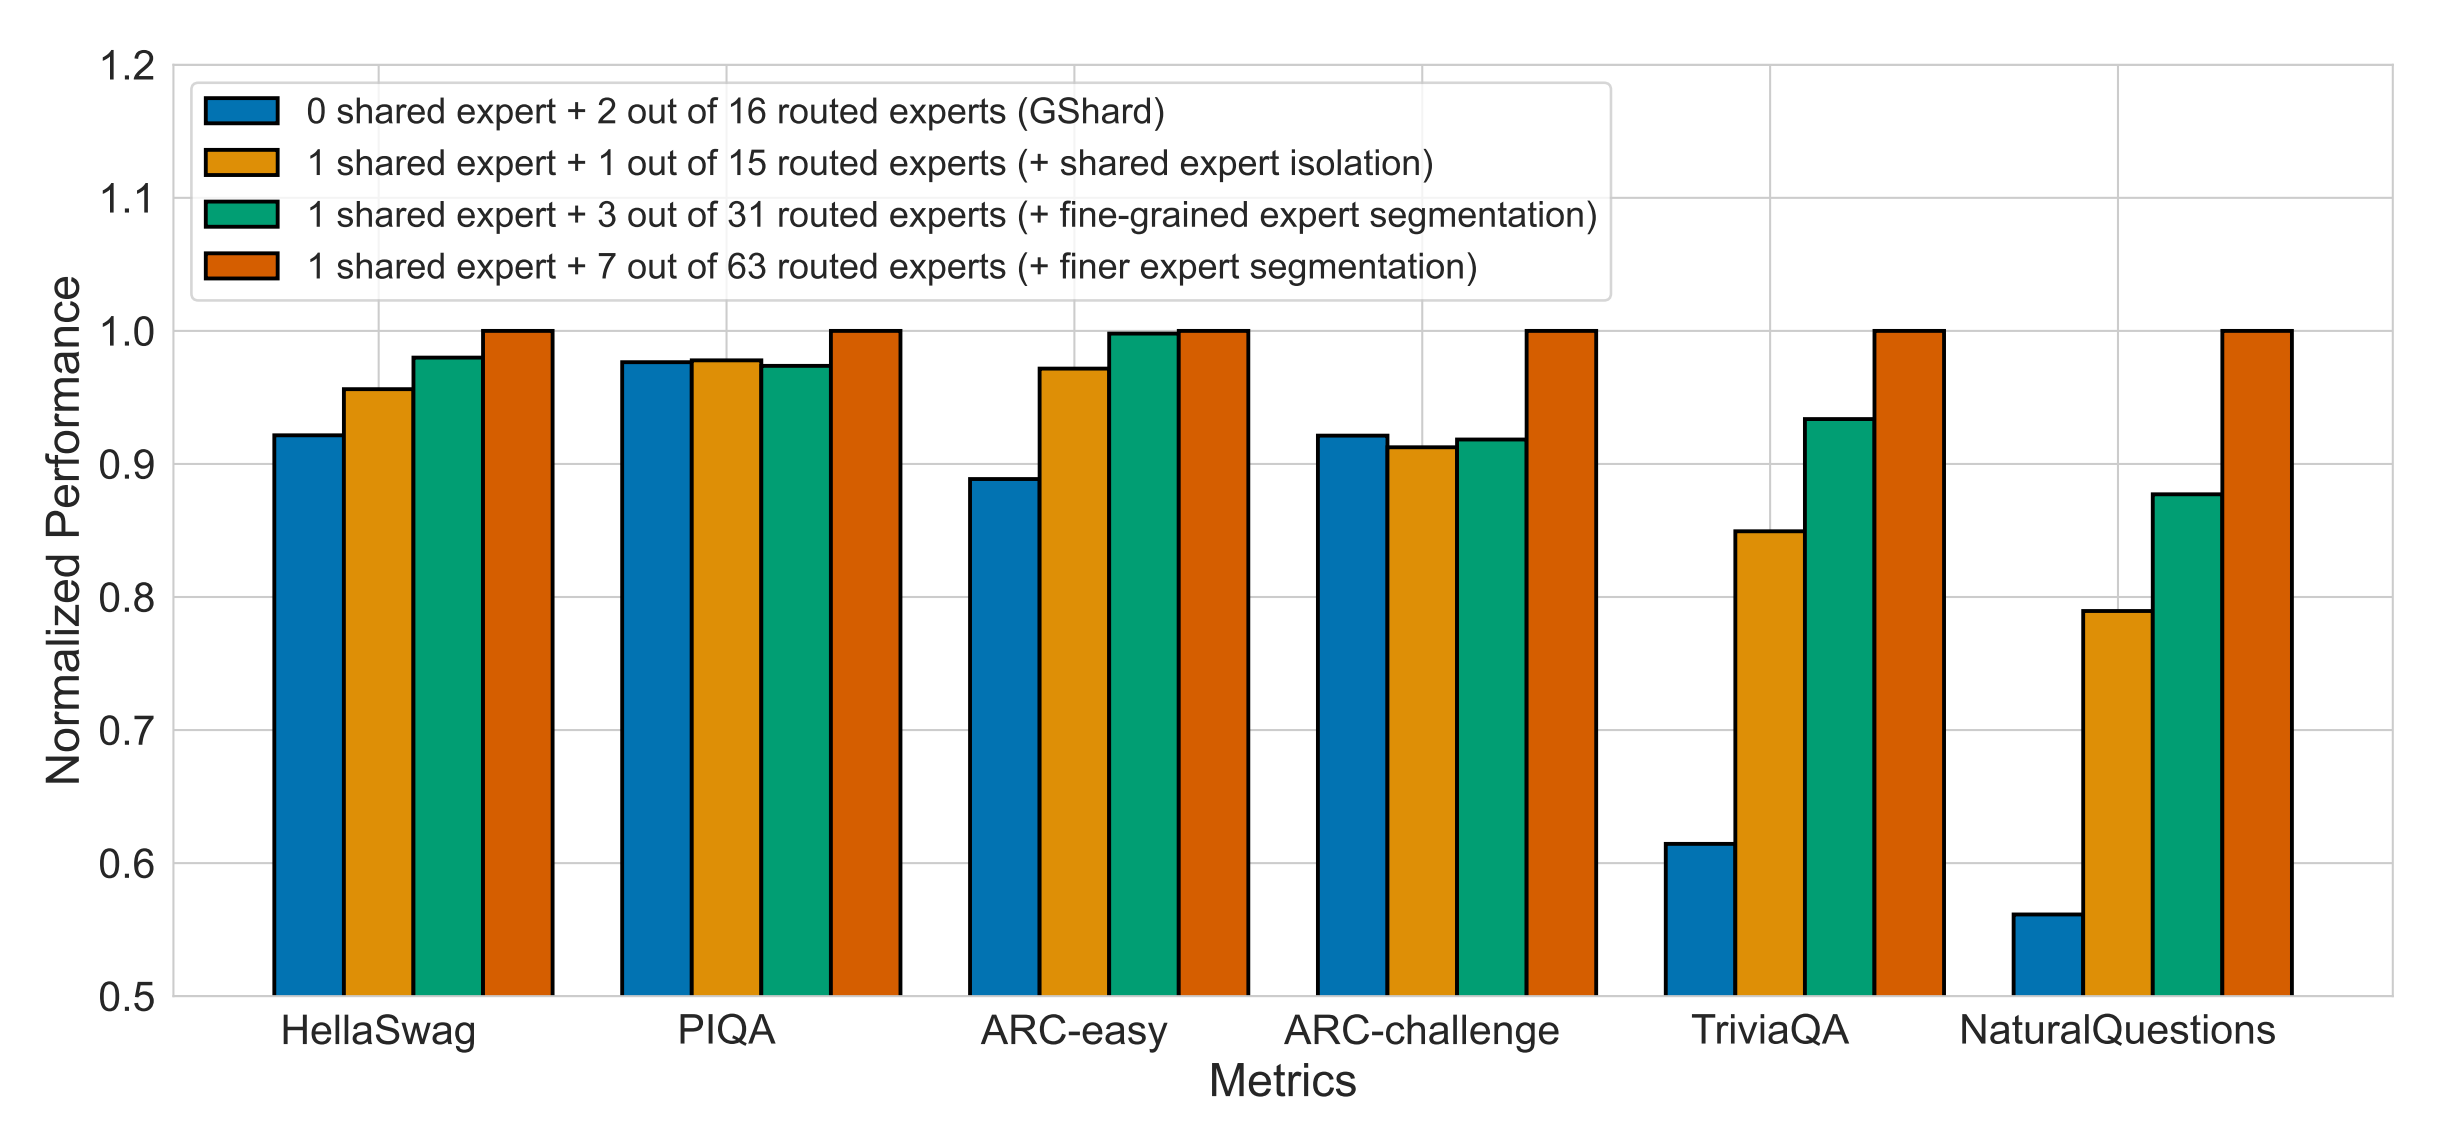 1.2
1.1
1.0
0.9
0.8
0.7
0.6
0.5
Normalized Performance
0 shared expert + 2 out of 16 routed experts (GShard)
1 shared expert + 1 out of 15 routed experts (+ shared expert isolation)
1 shared expert + 3 out of 31 routed experts (+ fine-grained expert segmentation)
1 shared expert + 7 out of 63 routed experts (+ finer expert segmentation)
HellaSwag
PIQA
ARC-easy
ARC-challenge
TriviaQA
NaturalQuestions
Metrics